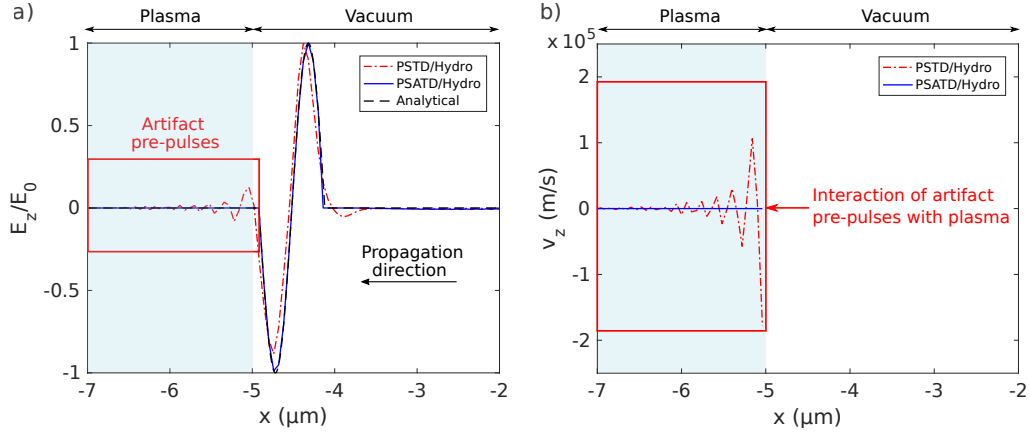 a)
Plasma
Vacuum
E_z/E_0
1
0.5
0
-0.5
-1
PSTD/Hydro
PSATD/Hydro
Analytical
Artifact
pre-pulses
Propagation
direction
-7
-6
-5
-4
-3
-2
x (μm)
b)
Plasma
Vacuum
× 10^5
v_z (m/s)
2
1
0
-1
-2
PSTD/Hydro
PSATD/Hydro
Interaction of artifact
pre-pulses with plasma
-7
-6
-5
-4
-3
-2
x (μm)